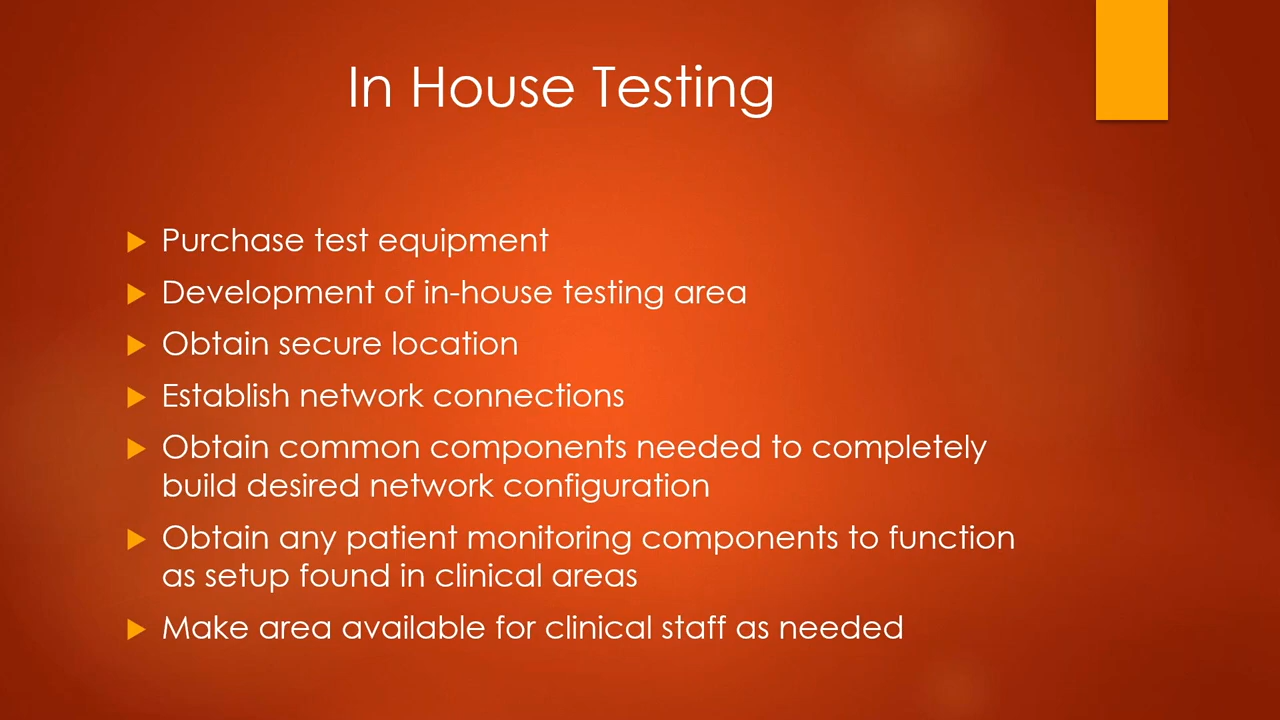 In House Testing
Purchase test equipment
Development of in-house testing area
Obtain secure location
Establish network connections
Obtain common components needed to completely
build desired network configuration
Obtain any patient monitoring components to function
as setup found in clinical areas
Make area available for clinical staff as needed